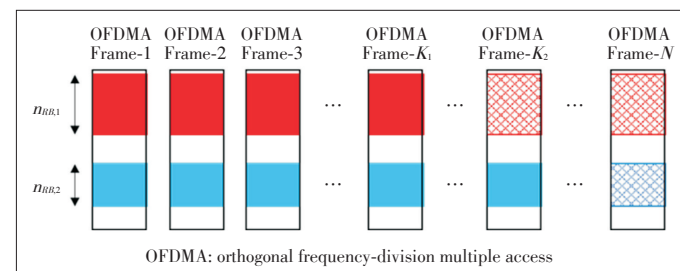 OFDMA OFDMA OFDMA OFDMA OFDMA OFDMA
Frame-1 Frame-2 Frame-3 Frame-K₁ Frame-K₂ Frame-N
n_RB,1 ... ... ...
n_RB,2 ... ... ...
OFDMA: orthogonal frequency-division multiple access